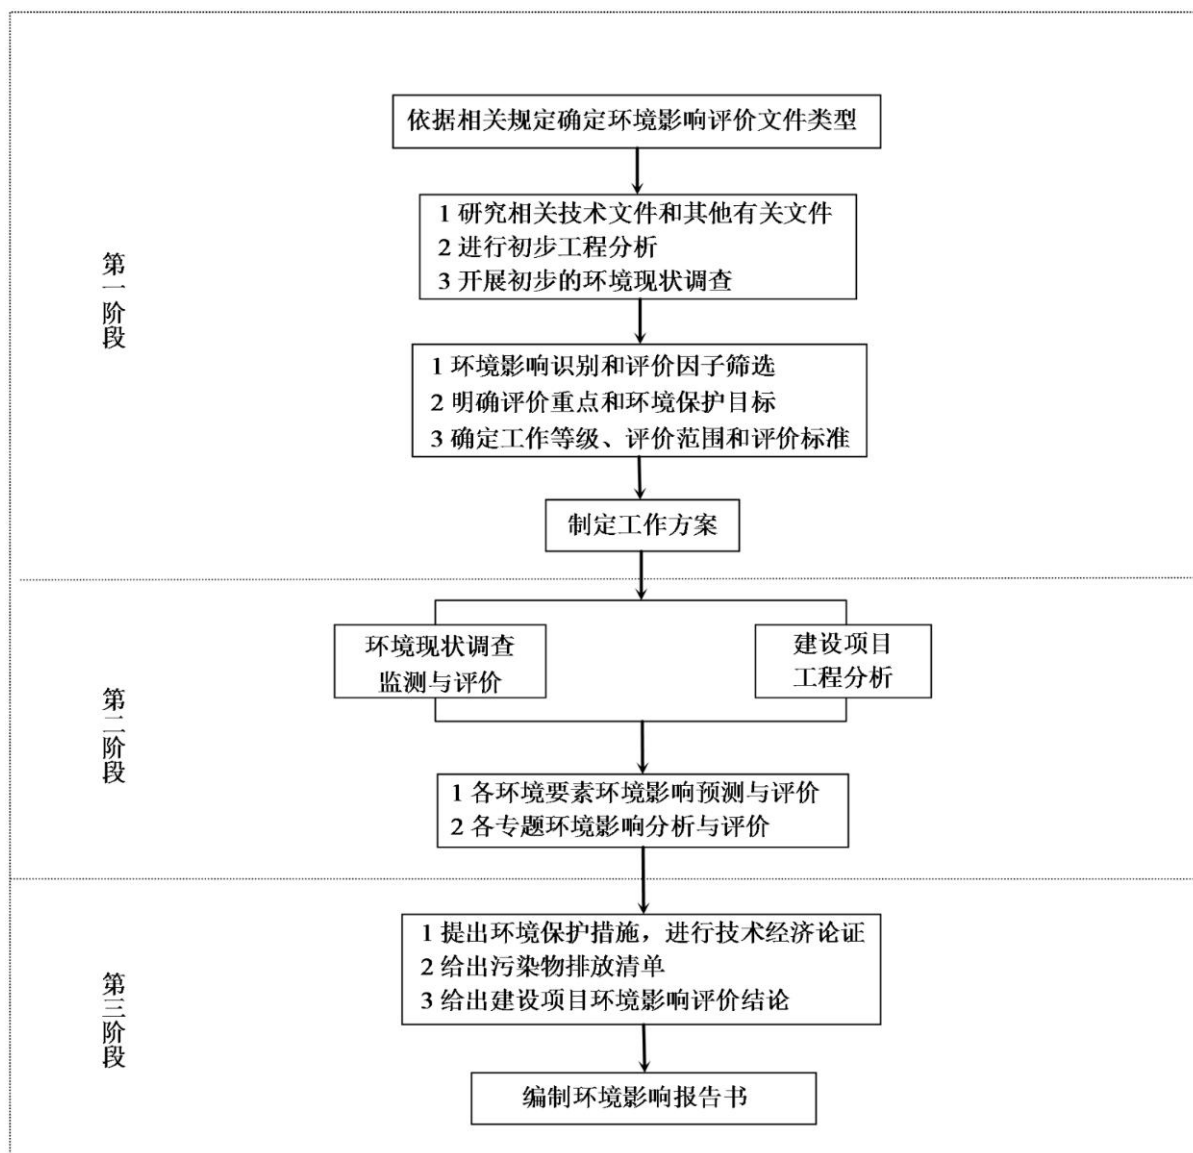 依据相关规定确定环境影响评价文件类型
1 研究相关技术文件和其他有关文件
2 进行初步工程分析
3 开展初步的环境现状调查
第一阶段
1 环境影响识别和评价因子筛选
2 明确评价重点和环境保护目标
3 确定工作等级、评价范围和评价标准
制定工作方案
环境现状调查
监测与评价
建设项目
工程分析
第二阶段
1 各环境要素环境影响预测与评价
2 各专题环境影响分析与评价
1 提出环境保护措施，进行技术经济论证
2 给出污染物排放清单
3 给出建设项目环境影响评价结论
第三阶段
编制环境影响报告书